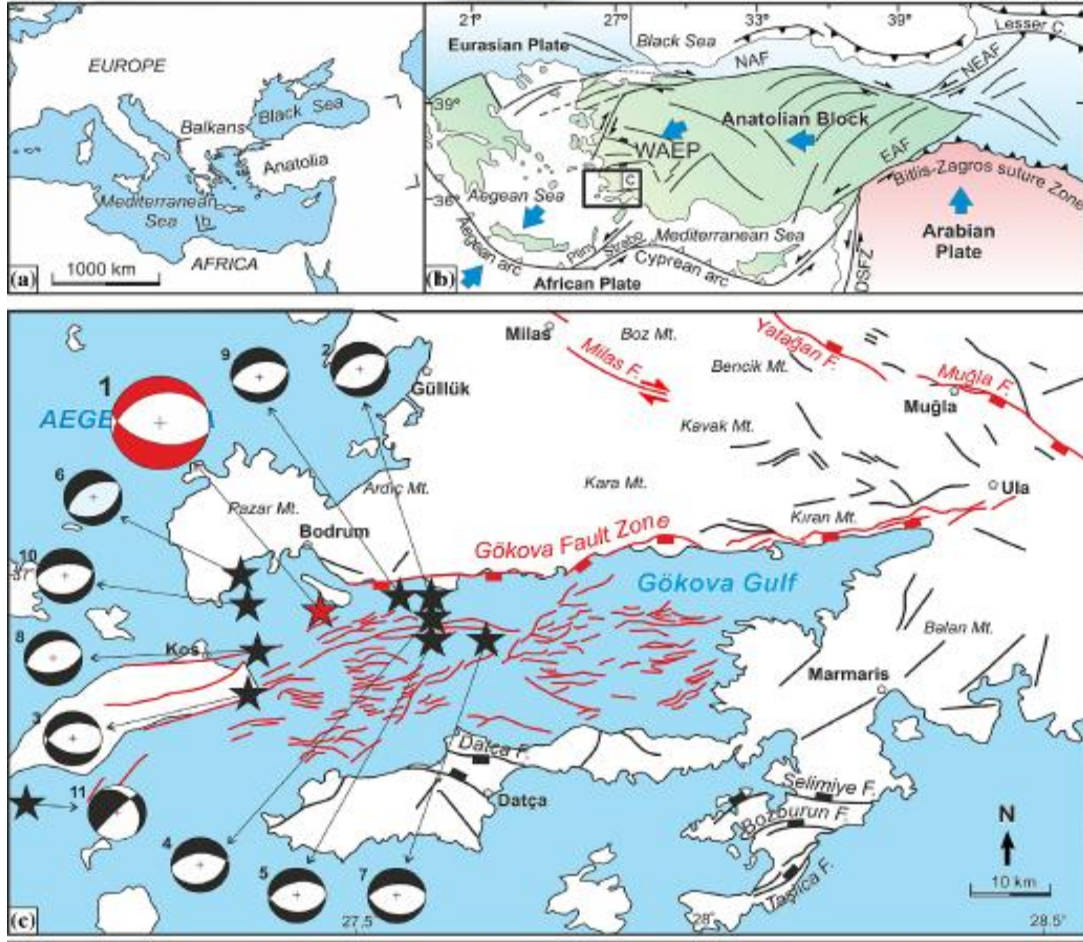 EUROPE
Black Sea
Balkans
Anatolia
Mediterranean
Sea
b
AFRICA
1000 km
(a)
21°
27°
33°
39°
Lesser C.
Eurasian Plate
Black Sea
NAF
NEAF
39°
Anatolian Block
WAEP
EAF
Bitlis-Zagros suture Zone
C
36°
Aegean Sea
Aegean arc
Pliny
Strabo
Mediterranean Sea
Cyprean arc
Arabian
Plate
DSFZ
African Plate
(b)
9
2
Milas
Boz Mt.
Yatağan F.
Milas F.
Bencik Mt.
1
Güllük
Muğla F.
Muğla
AEGE A
Kavak Mt.
6
Ardıç Mt.
Kara Mt.
Ula
Pazar Mt.
Kıran Mt.
Bodrum
Gökova Fault Zone
10
37°
Gökova Gulf
8
Kos
Balan Mt.
Marmaris
3
Datça F.
11
Selimiye F.
Datça
Bozburun F.
N
4
5
7
Taşlıca F.
10 km
(c)
27.5
28°
28.5°